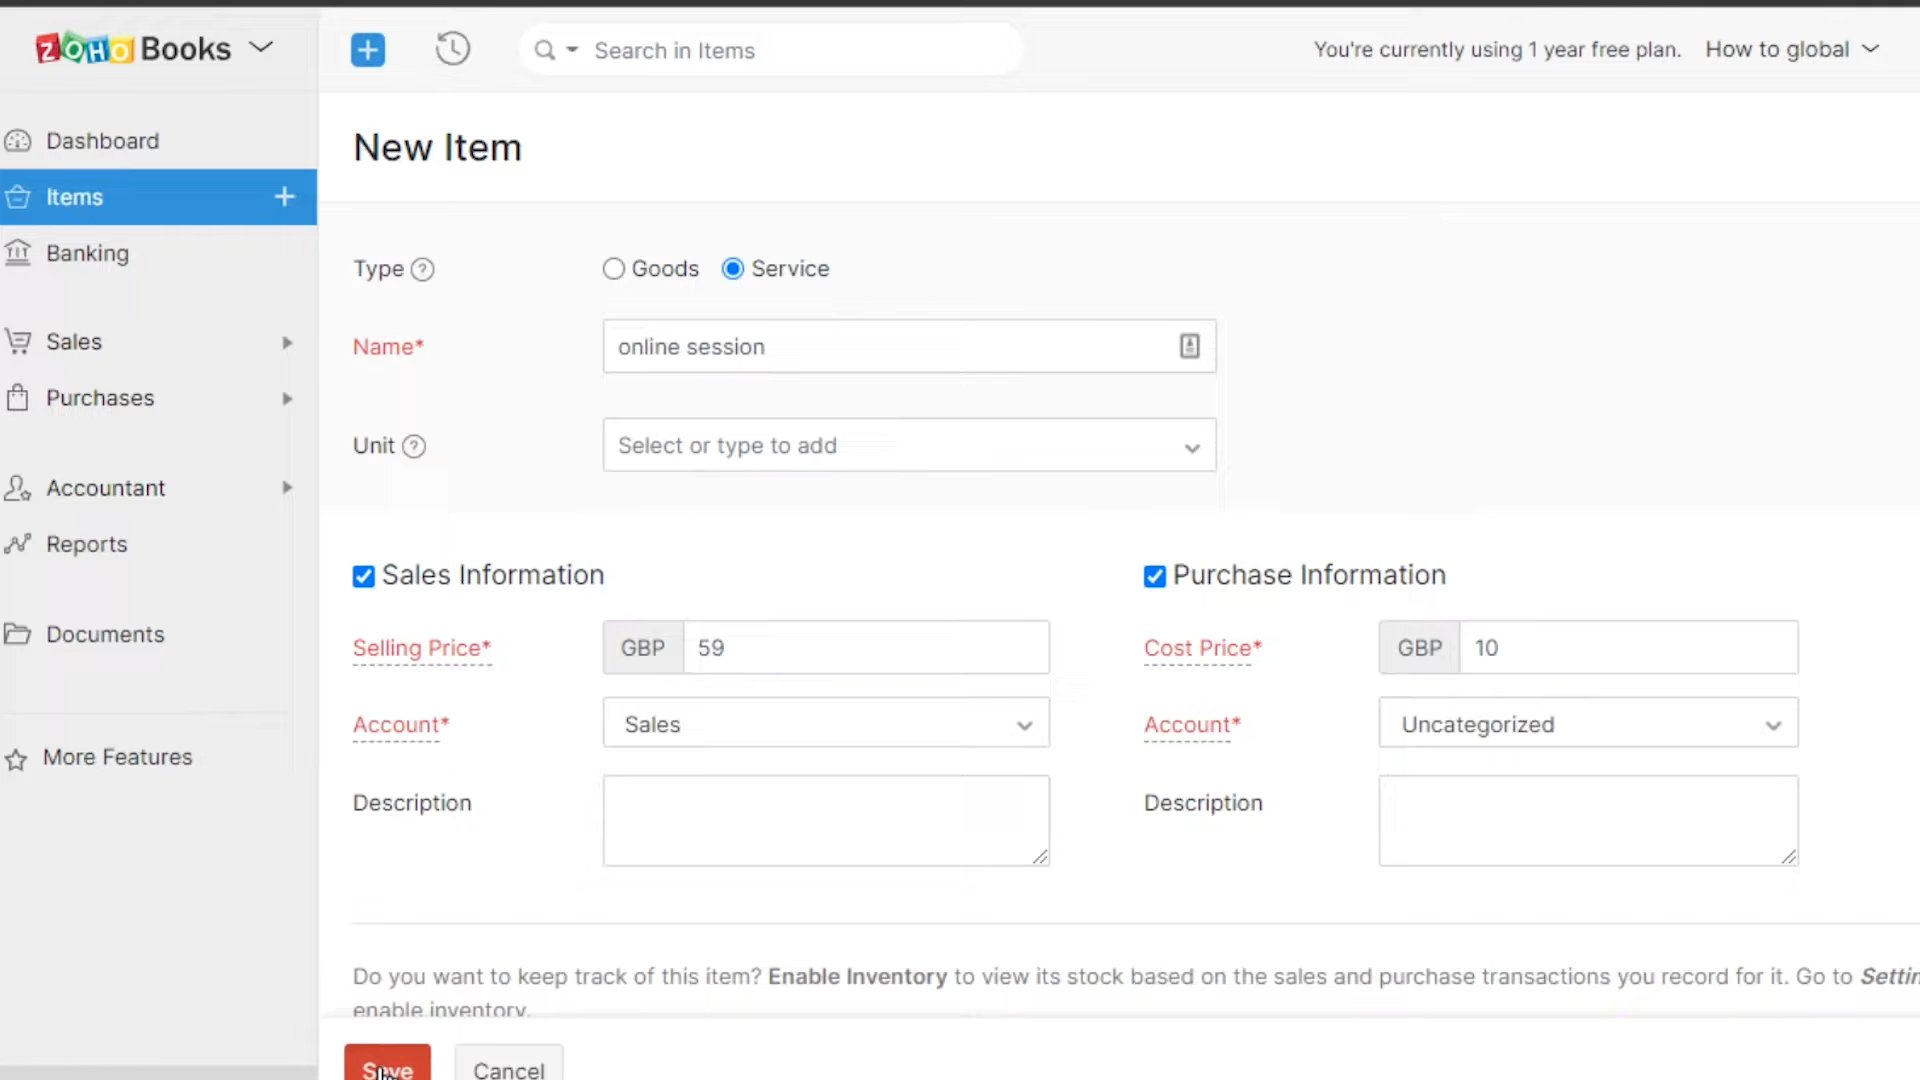 ZOHO Books
Search in Items
You're currently using 1 year free plan.
How to global
Dashboard
Items
Banking
Sales
Purchases
Accountant
Reports
Documents
More Features
New Item
Type
Goods
Service
Name*
online session
Unit
Select or type to add
Sales Information
Purchase Information
Selling Price*
GBP
59
Cost Price*
GBP
10
Account*
Sales
Account*
Uncategorized
Description
Description
Do you want to keep track of this item? Enable Inventory to view its stock based on the sales and purchase transactions you record for it. Go to Settin
enable inventory.
Save
Cancel